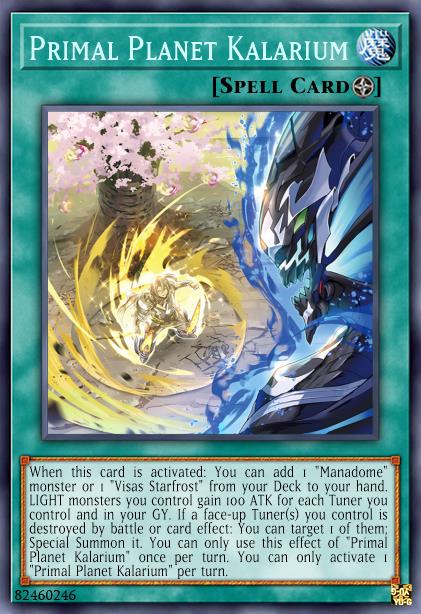 PRIMAL PLANET KALARIUM
魔
[SPELL CARD]
When this card is activated: You can add 1 "Manadome"
monster or 1 "Visas Starfrost" from your Deck to your hand.
LIGHT monsters you control gain 100 ATK for each Tuner you
control and in your GY. If a face-up Tuner(s) you control is
destroyed by battle or card effect: You can target 1 of them;
Special Summon it. You can only use this effect of "Primal
Planet Kalarium" once per turn. You can only activate 1
"Primal Planet Kalarium" per turn.
82460246